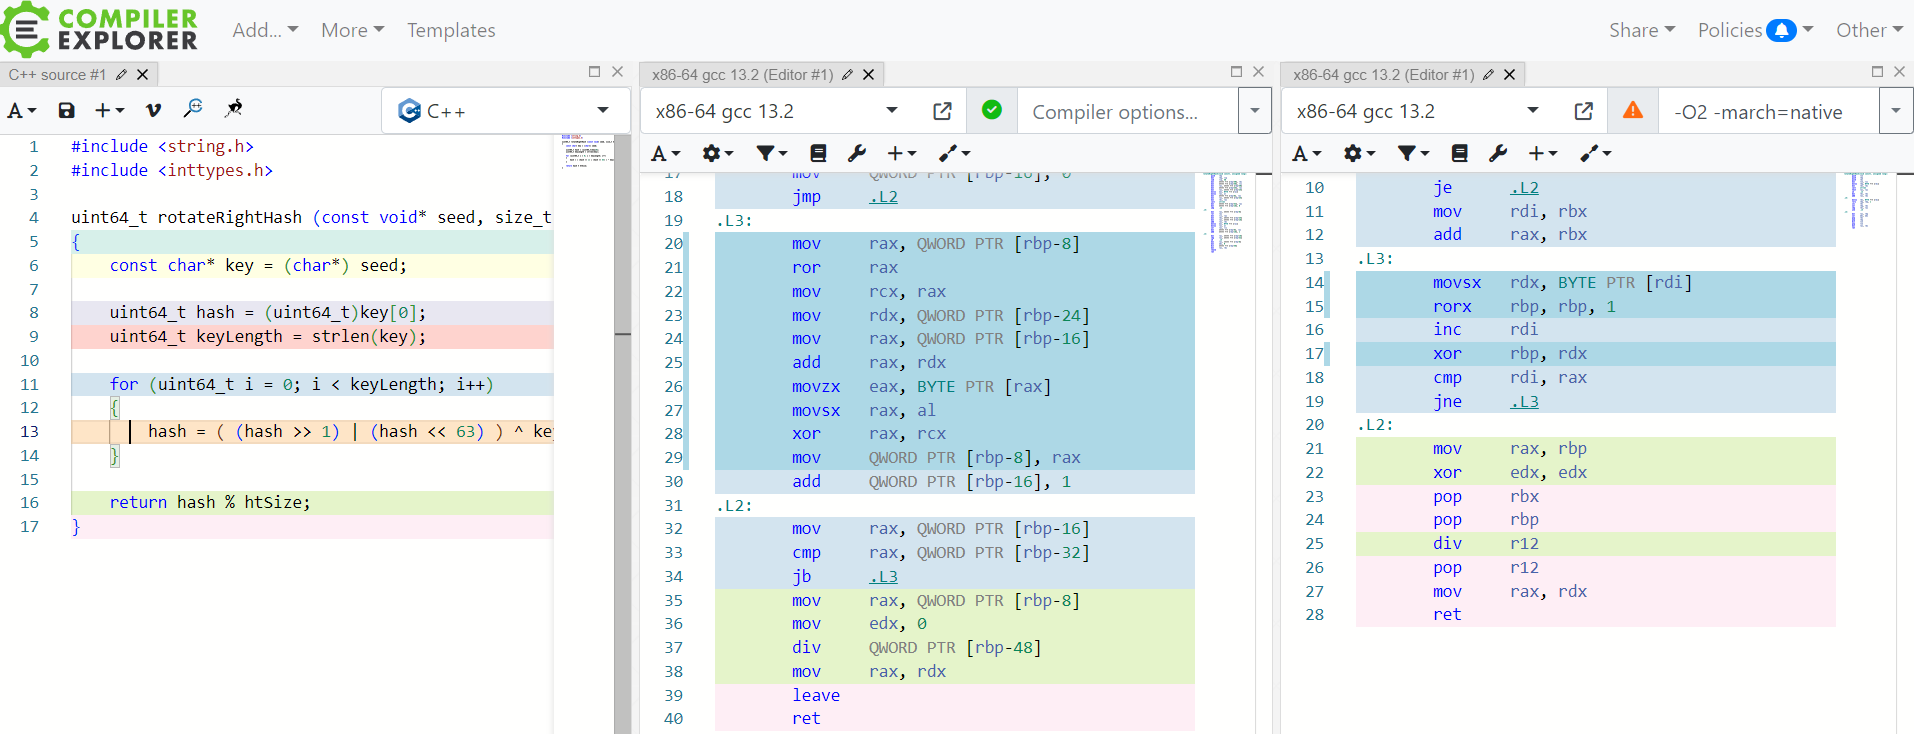 COMPILER EXPLORER Add... More Templates Share Policies Other
C++ source #1
A C++
1 #include <string.h>
2 #include <inttypes.h>
3
4 uint64_t rotateRightHash (const void* seed, size_t
5 {
6 const char* key = (char*) seed;
7
8 uint64_t hash = (uint64_t)key[0];
9 uint64_t keyLength = strlen(key);
10
11 for (uint64_t i = 0; i < keyLength; i++)
12 {
13 hash = ( (hash >> 1) | (hash << 63) ) ^ ke
14 }
15
16 return hash % htSize;
17 }
x86-64 gcc 13.2 (Editor #1)
x86-64 gcc 13.2 Compiler options...
A
17 mov QWORD PTR [rbp-16], 0
18 jmp .L2
19 .L3:
20 mov rax, QWORD PTR [rbp-8]
21 ror rax
22 mov rcx, rax
23 mov rdx, QWORD PTR [rbp-24]
24 mov rax, QWORD PTR [rbp-16]
25 add rax, rdx
26 movzx eax, BYTE PTR [rax]
27 movsx rax, al
28 xor rax, rcx
29 mov QWORD PTR [rbp-8], rax
30 add QWORD PTR [rbp-16], 1
31 .L2:
32 mov rax, QWORD PTR [rbp-16]
33 cmp rax, QWORD PTR [rbp-32]
34 jb .L3
35 mov rax, QWORD PTR [rbp-8]
36 mov edx, 0
37 div QWORD PTR [rbp-48]
38 mov rax, rdx
39 leave
40 ret
x86-64 gcc 13.2 (Editor #1)
x86-64 gcc 13.2 -O2 -march=native
A
10 je .L2
11 mov rdi, rbx
12 add rax, rbx
13 .L3:
14 movsx rdx, BYTE PTR [rdi]
15 rorx rbp, rbp, 1
16 inc rdi
17 xor rbp, rdx
18 cmp rdi, rax
19 jne .L3
20 .L2:
21 mov rax, rbp
22 xor edx, edx
23 pop rbx
24 pop rbp
25 div r12
26 pop r12
27 mov rax, rdx
28 ret